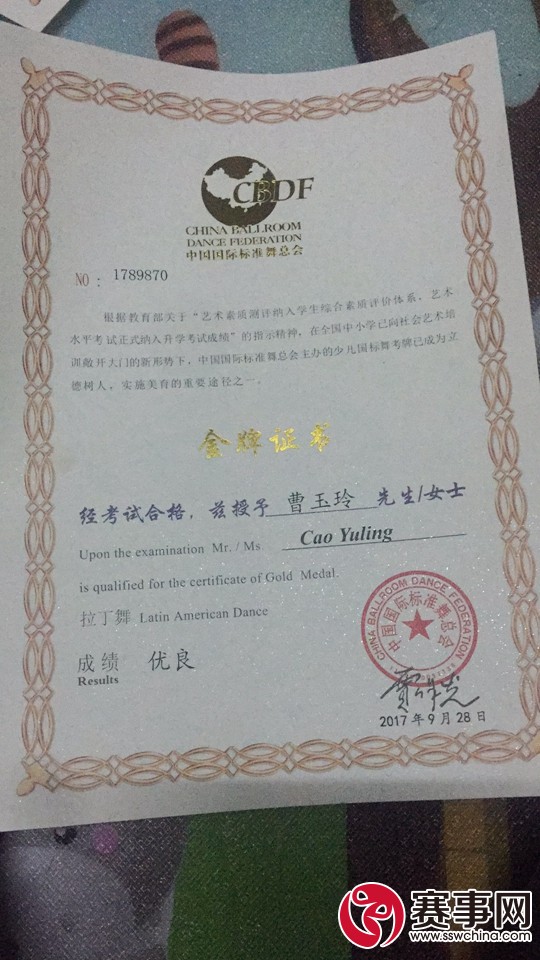 CBDF
CHINA BALLROOM
DANCE FEDERATION
中国国际标准舞总会
NO：1789870
根据教育部关于“艺术素质测评纳入学生综合素质评价体系，艺术
水平考试正式纳入升学考试成绩”的指示精神，在全国中小学已向社会艺术培
训敞开大门的新形势下，中国国际标准舞总会主办的少儿国标舞考牌已成为立
德树人，实施美育的重要途径之一。
金牌证书
经考试合格，兹授予 曹玉玲 先生/女士
Upon the examination Mr. / Ms Cao Yuling
is qualified for the certificate of Gold Medal.
拉丁舞 Latin American Dance
成绩 优良
Results
CHINA BALLROOM DANCE FEDERATION
中国国际标准舞总会
2017年9月28日
赛事网
www.sswchina.com